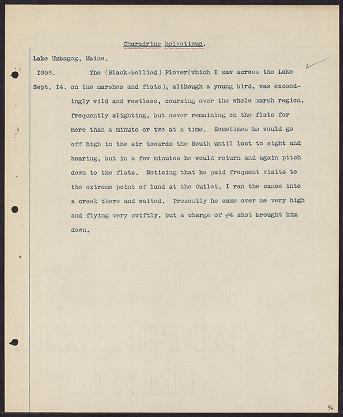 Charadrius helveticus.
Lake Umbagog, Maine.
1896. The (Black-bellied) Plover(which I saw across the Lake
Sept. 14. on the marshes and flats), although a young bird, was exceed-
ingly wild and restless, coursing over the whole marsh region,
frequently alighting, but never remaining on the flats for
more than a minute or two at a time. Sometimes he would go
off high in the air towards the South until lost to sight and
hearing, but in a few minutes he would return and again pitch
down to the flats. Noticing that he paid frequent visits to
the extreme point of land at the Outlet, I ran the canoe into
a creek there and waited. Presently he came over me very high
and flying very swiftly, but a charge of #4 shot brought him
down.